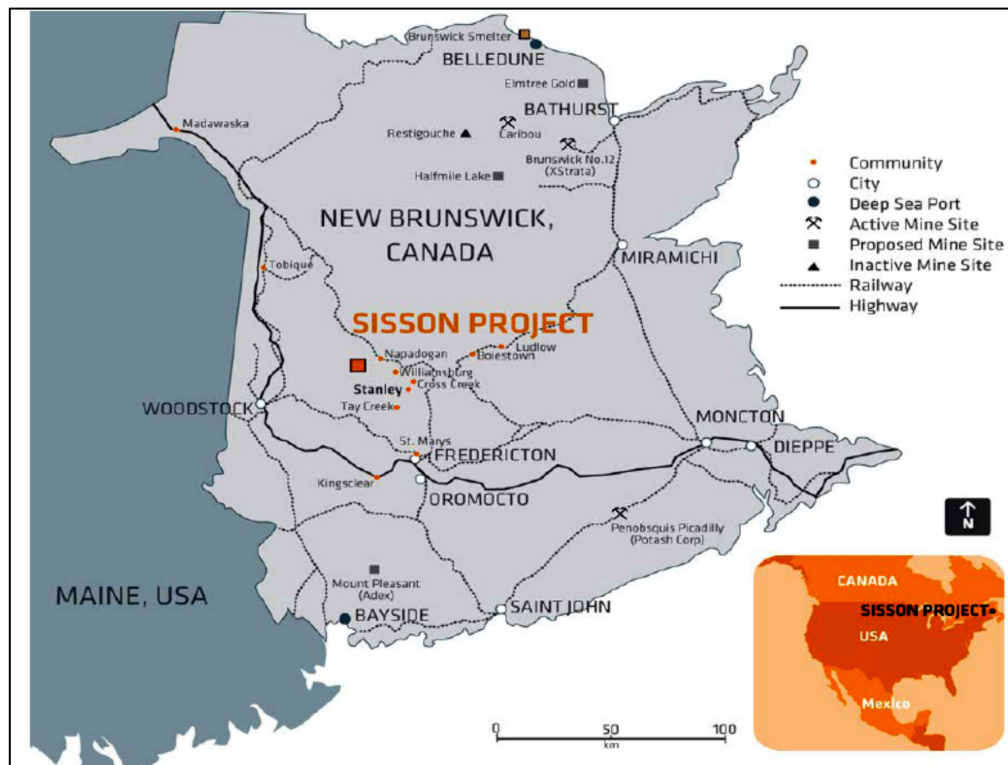 Brunswick Smelter
BELLEDUNE
Elmtree Gold
BATHURST
Madawaska
Restigouche
Caribou
Brunswick No.12
(XStrata)
Halfmile Lake
NEW BRUNSWICK,
CANADA
MIRAMICHI
Tobique
SISSON PROJECT
Ludlow
Boiestown
Napadogan
Williamsburg
Cross Creek
Stanley
Tay Creek
WOODSTOCK
MONCTON
DIEPPE
St. Marys
FREDERICTON
Kingsclear
OROMOCTO
Penobsquis Picadilly
(Potash Corp)
Mount Pleasant
(Adex)
MAINE, USA
BAYSIDE
SAINT JOHN
Community
City
Deep Sea Port
Active Mine Site
Proposed Mine Site
Inactive Mine Site
Railway
Highway
N
CANADA
SISSON PROJECT
USA
Mexico
0 50 100
km